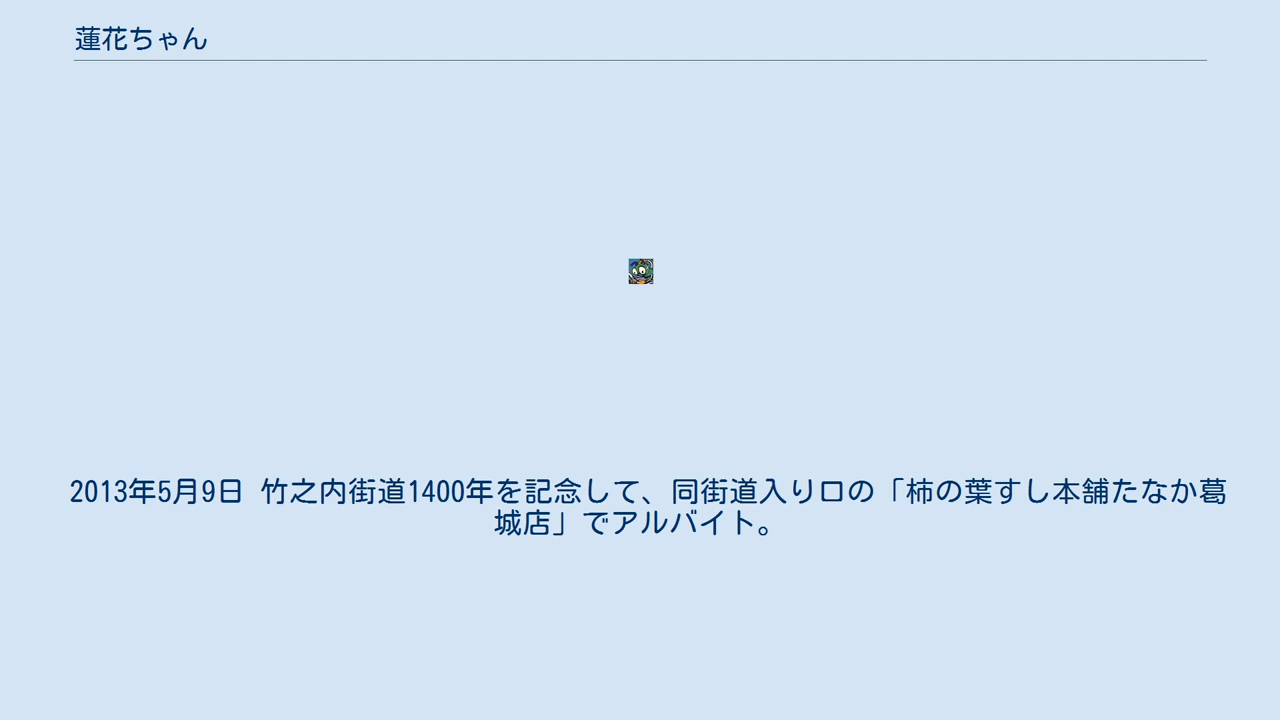 蓮花ちゃん
2013年5月9日 竹之内街道1400年を記念して、同街道入り口の「柿の葉すし本舗たなか葛
城店」でアルバイト。